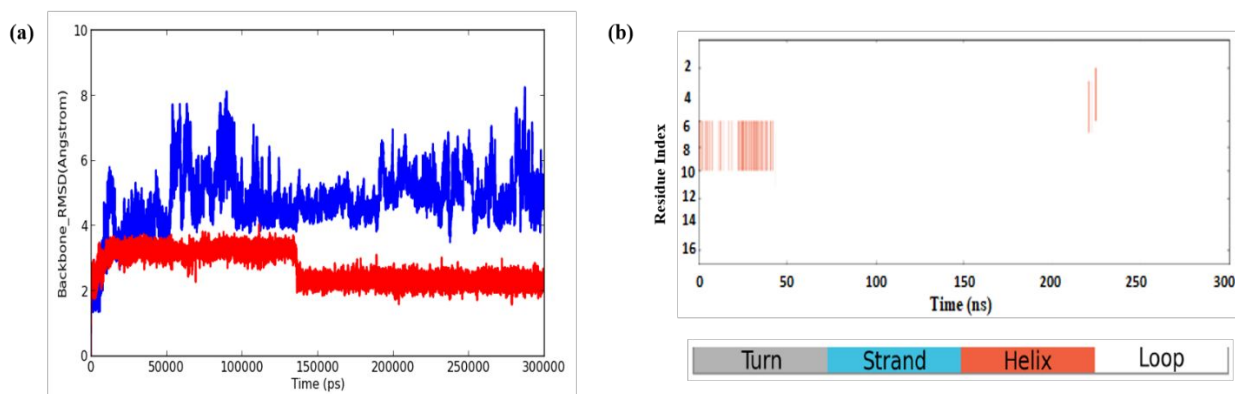 (a)
10
8
6
4
2
0
Backbone_RMSD(Angstrom)
0 50000 100000 150000 200000 250000 300000
Time (ps)
(b)
2
4
6
8
10
12
14
16
Residue Index
0 50 100 150 200 250 300
Time (ns)
Turn Strand Helix Loop